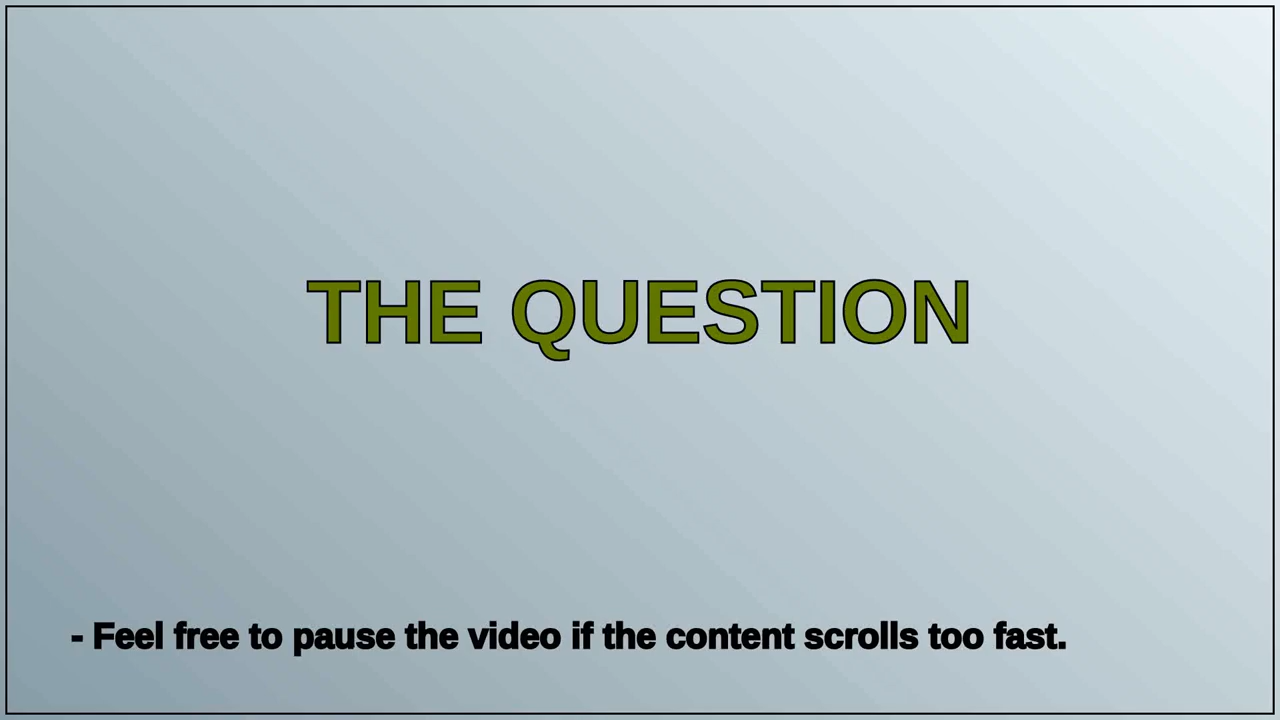 THE QUESTION
- Feel free to pause the video if the content scrolls too fast.